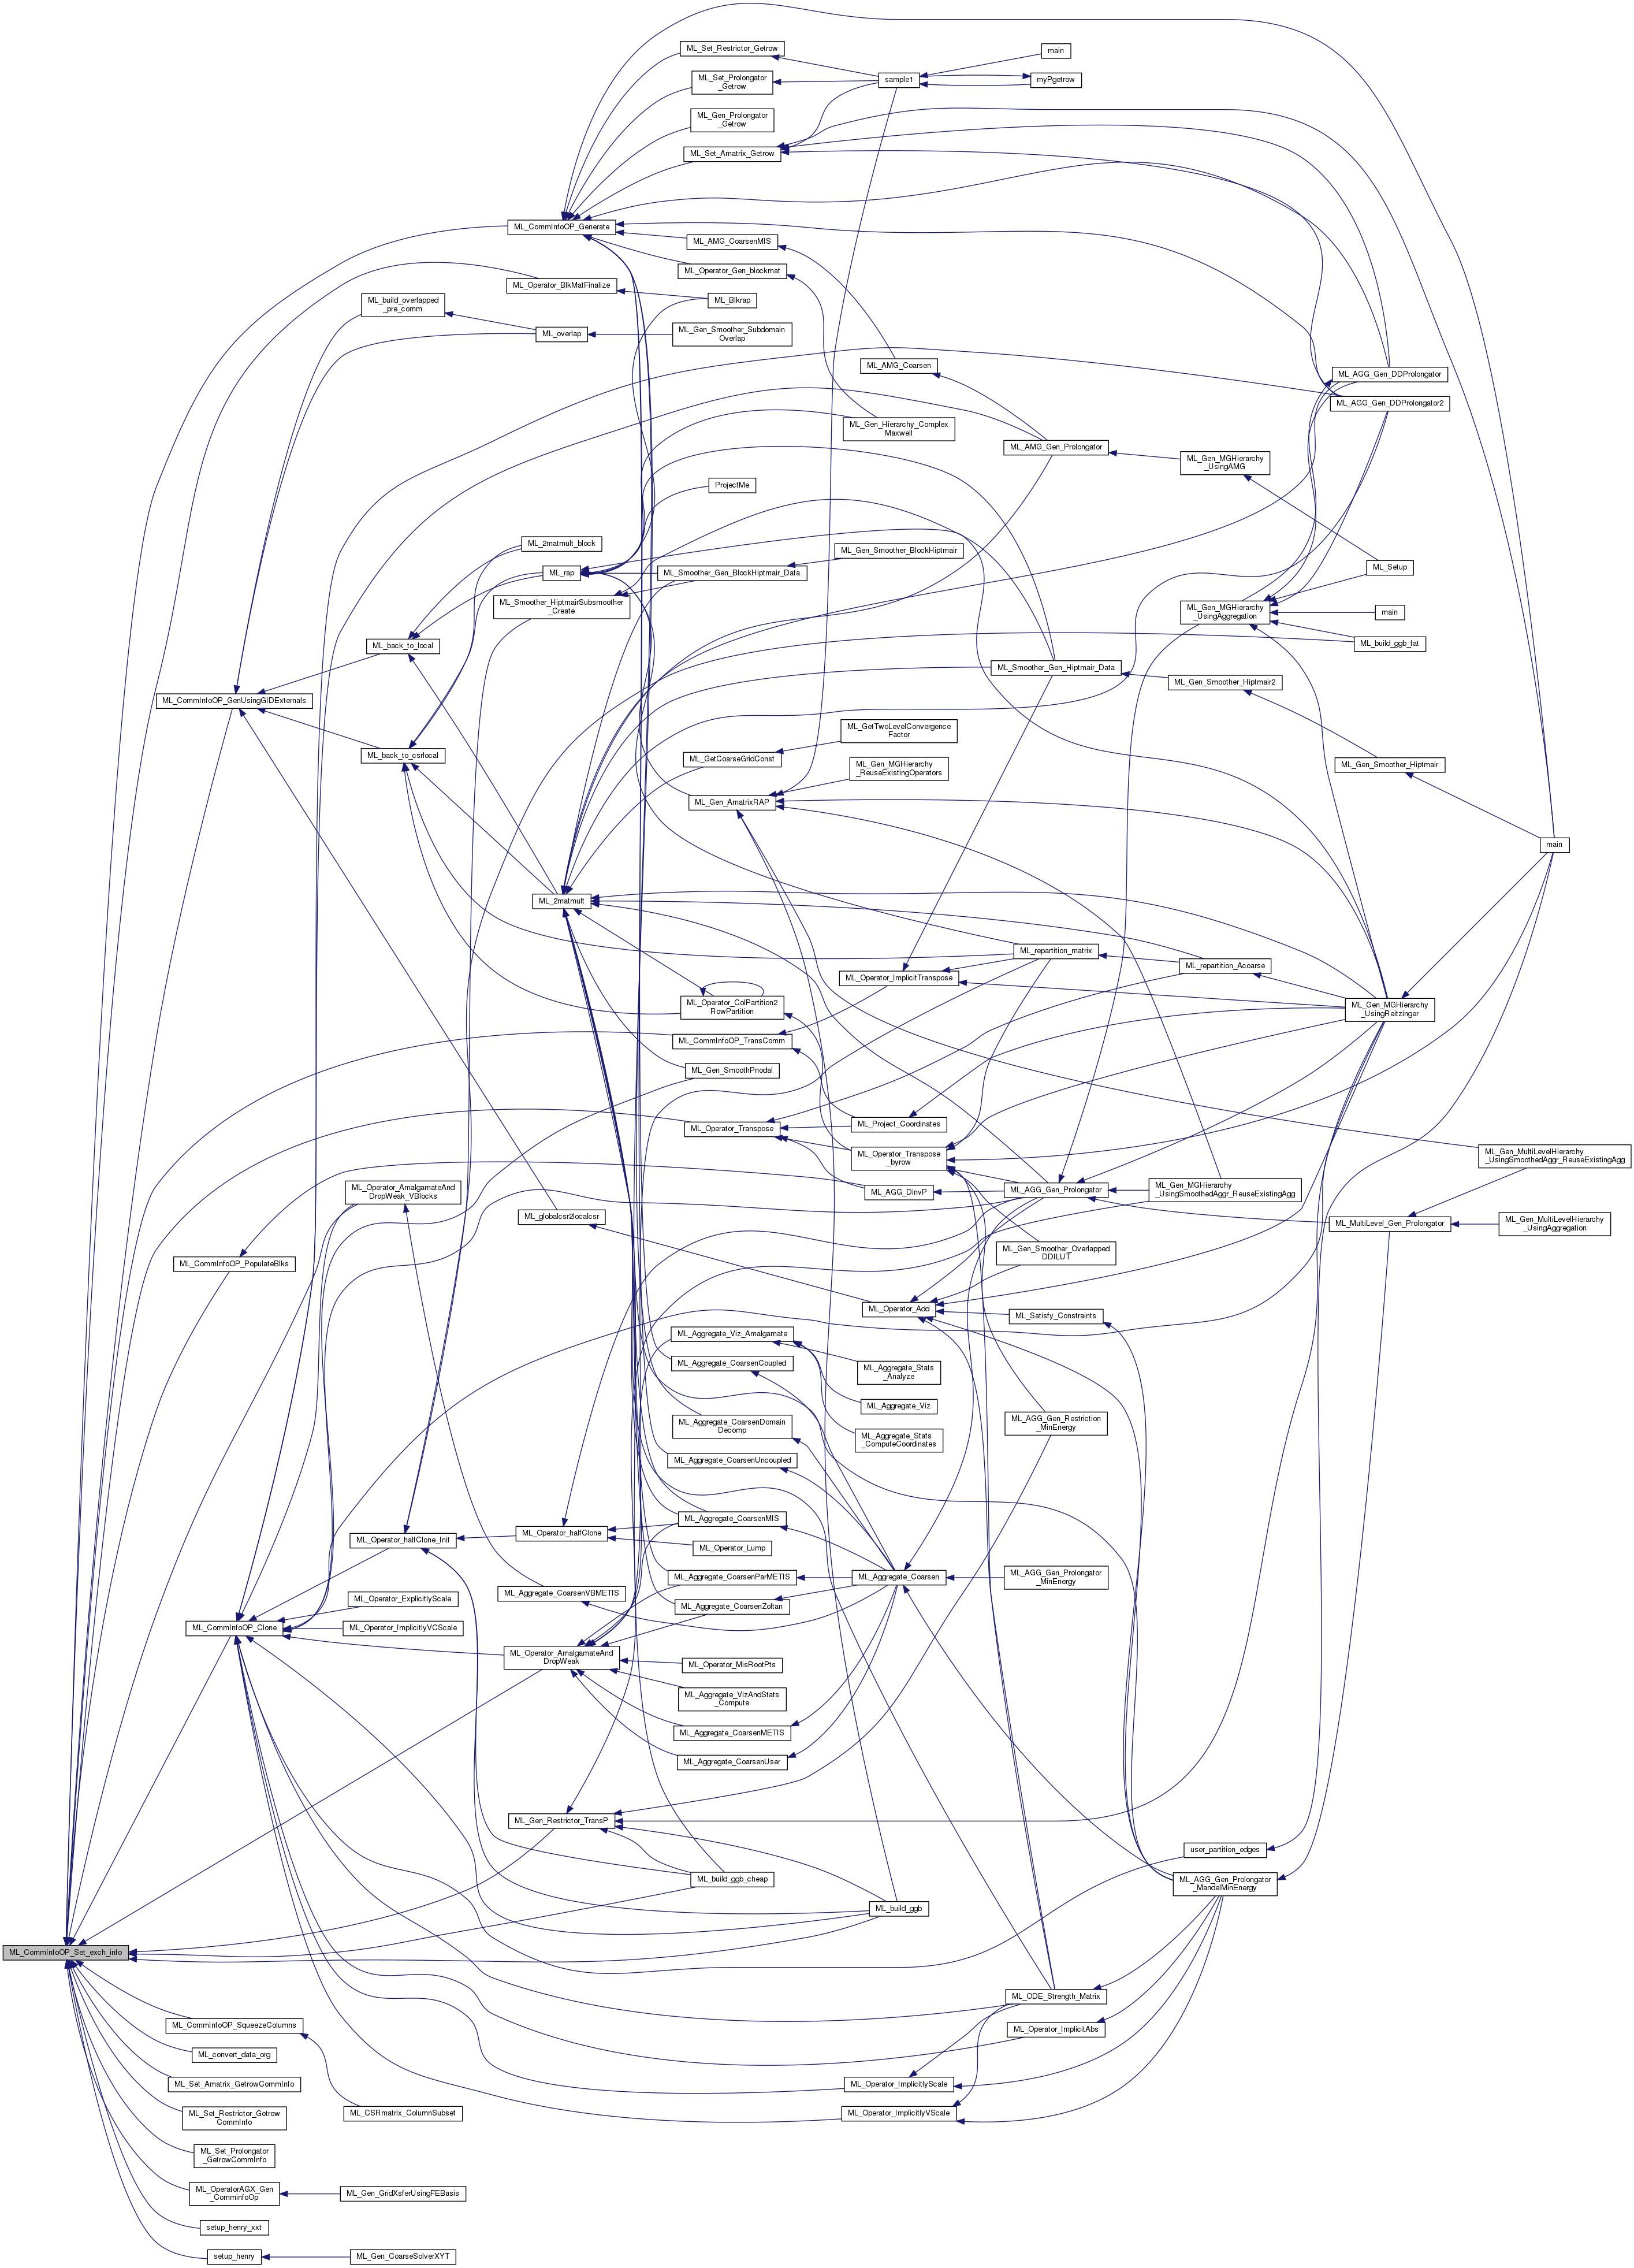 ML_Set_Restrictor_Getrow
main
sample1
myPgetrow
ML_Set_Prolongator
_Getrow
ML_Gen_Prolongator
_Getrow
ML_Set_Amatrix_Getrow
ML_CommInfoOP_Generate
ML_AMG_CoarsenMIS
ML_Operator_Gen_blockmat
ML_Operator_BlkMatFinalize
ML_Blkrap
ML_build_overlapped
_pre_comm
ML_overlap
ML_Gen_Smoother_Subdomain
Overlap
ML_AMG_Coarsen
ML_AGG_Gen_DDProlongator
ML_AGG_Gen_DDProlongator2
ML_Gen_Hierarchy_Complex
Maxwell
ML_AMG_Gen_Prolongator
ML_Gen_MGHierarchy
_UsingAMG
ProjectMe
ML_2matmult_block
ML_Gen_Smoother_BlockHiptmair
ML_rap
ML_Smoother_Gen_BlockHiptmair_Data
ML_Setup
ML_Smoother_HiptmairSubsmoother
_Create
ML_Gen_MGHierarchy
_UsingAggregation
main
ML_build_ggb_fat
ML_back_to_local
ML_Smoother_Gen_Hiptmair_Data
ML_Gen_Smoother_Hiptmair2
ML_CommInfoOP_GenUsingGIDExternals
ML_GetTwoLevelConvergence
Factor
ML_back_to_csrlocal
ML_GetCoarseGridConst
ML_Gen_MGHierarchy
_ReuseExistingOperators
ML_Gen_Smoother_Hiptmair
ML_Gen_AmatrixRAP
main
ML_2matmult
ML_repartition_matrix
ML_repartition_Acoarse
ML_Operator_ImplicitTranspose
ML_Operator_ColPartition2
RowPartition
ML_Gen_MGHierarchy
_UsingReitzinger
ML_CommInfoOP_TransComm
ML_Gen_SmoothPnodal
ML_Project_Coordinates
ML_Operator_Transpose
ML_Operator_Transpose
_byrow
ML_Gen_MultiLevelHierarchy
_UsingSmoothedAggr_ReuseExistingAgg
ML_Operator_AmalgamateAnd
DropWeak_VBlocks
ML_AGG_DinvP
ML_AGG_Gen_Prolongator
ML_Gen_MGHierarchy
_UsingSmoothedAggr_ReuseExistingAgg
ML_globalcsr2localcsr
ML_MultiLevel_Gen_Prolongator
ML_Gen_MultiLevelHierarchy
_UsingAggregation
ML_Gen_Smoother_Overlapped
DDILUT
ML_CommInfoOP_PopulateBlks
ML_Operator_Add
ML_Satisfy_Constraints
ML_Aggregate_Viz_Amalgamate
ML_Aggregate_CoarsenCoupled
ML_Aggregate_Stats
_Analyze
ML_Aggregate_Viz
ML_Aggregate_CoarsenDomain
Decomp
ML_AGG_Gen_Restriction
_MinEnergy
ML_Aggregate_Stats
_ComputeCoordinates
ML_Aggregate_CoarsenUncoupled
ML_Aggregate_CoarsenMIS
ML_Operator_halfClone_Init
ML_Operator_halfClone
ML_Operator_Lump
ML_Aggregate_CoarsenParMETIS
ML_Aggregate_Coarsen
ML_AGG_Gen_Prolongator
_MinEnergy
ML_Aggregate_CoarsenVBMETIS
ML_Operator_ExplicitlyScale
ML_Aggregate_CoarsenZoltan
ML_CommInfoOP_Clone
ML_Operator_ImplicitlyVCScale
ML_Operator_AmalgamateAnd
DropWeak
ML_Operator_MisRootPts
ML_Aggregate_VizAndStats
_Compute
ML_Aggregate_CoarsenMETIS
ML_Aggregate_CoarsenUser
ML_Gen_Restrictor_TransP
user_partition_edges
ML_build_ggb_cheap
ML_AGG_Gen_Prolongator
_MandelMinEnergy
ML_build_ggb
ML_CommInfoOP_Set_exch_info
ML_ODE_Strength_Matrix
ML_CommInfoOP_SqueezeColumns
ML_Operator_ImplicitAbs
ML_convert_data_org
ML_Set_Amatrix_GetrowCommInfo
ML_Operator_ImplicitlyScale
ML_Set_Restrictor_Getrow
CommInfo
ML_CSRmatrix_ColumnSubset
ML_Operator_ImplicitlyVScale
ML_Set_Prolongator
_GetrowCommInfo
ML_OperatorAGX_Gen
_ComminfoOp
ML_Gen_GridXsferUsingFEBasis
setup_henry_xxt
setup_henry
ML_Gen_CoarseSolverXYT